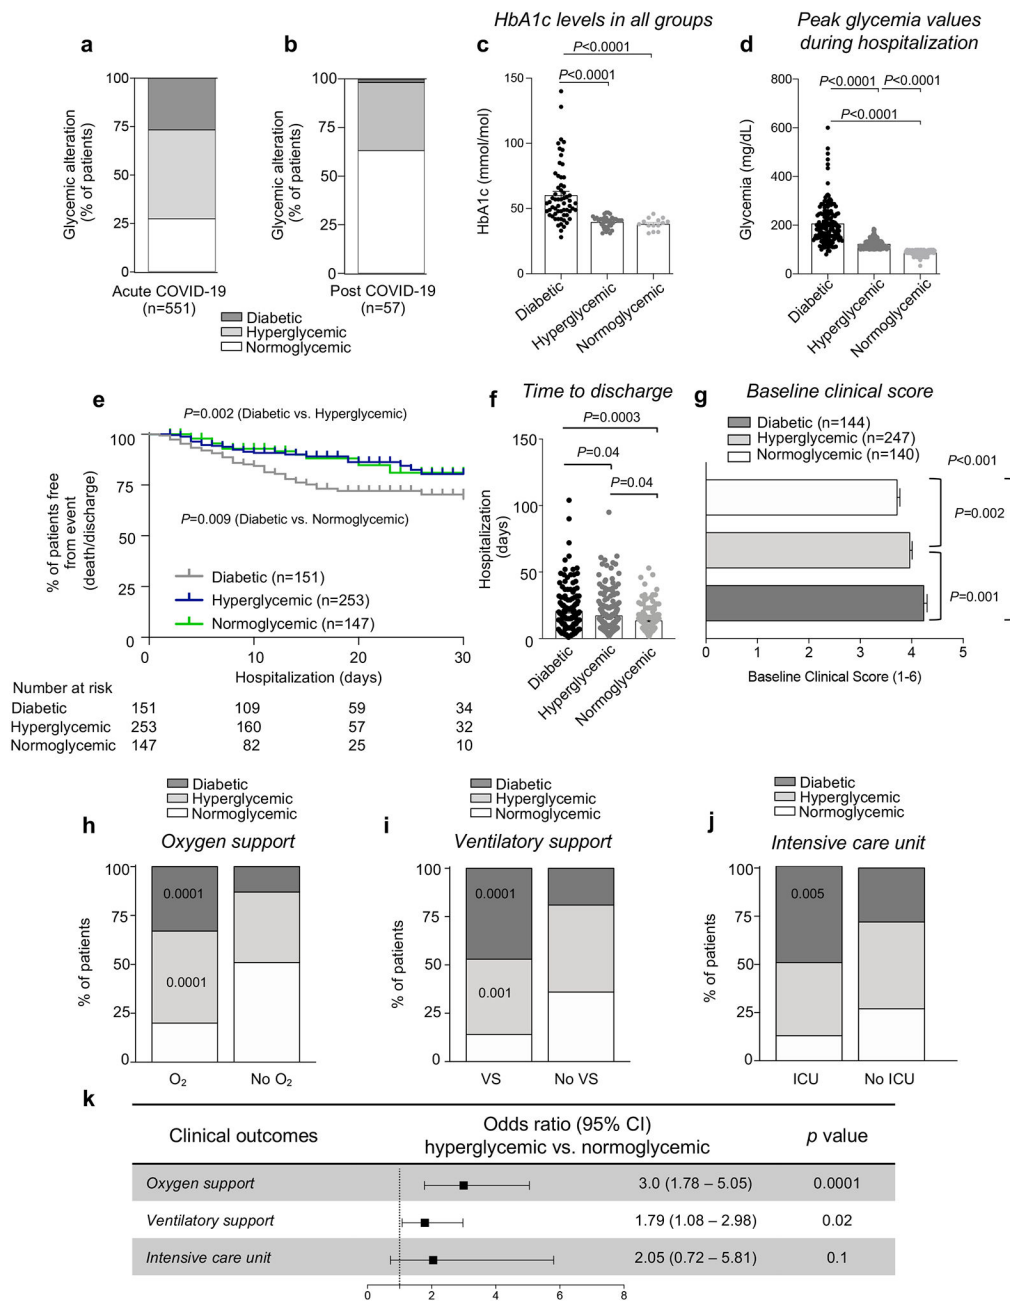 HbA1c levels in all groups
Peak glycemia values
during hospitalization
a
b
c
d
P<0.0001
P<0.0001
P<0.0001
P<0.0001
P<0.0001
Glycemic alteration
(% of patients)
100
75
50
25
0
Acute COVID-19
(n=551)
Glycemic alteration
(% of patients)
100
75
50
25
0
Post COVID-19
(n=57)
Diabetic
Hyperglycemic
Normoglycemic
HbA1c (mmol/mol)
150
100
50
0
Diabetic
Hyperglycemic
Normoglycemic
Glycemia (mg/dL)
800
600
400
200
0
Diabetic
Hyperglycemic
Normoglycemic
e
P=0.002 (Diabetic vs. Hyperglycemic)
% of patients free
from event
(death/discharge)
100
75
50
25
0
P=0.009 (Diabetic vs. Normoglycemic)
Diabetic (n=151)
Hyperglycemic (n=253)
Normoglycemic (n=147)
0
10
20
30
Hospitalization (days)
Number at risk
Diabetic 151 109 59 34
Hyperglycemic 253 160 57 32
Normoglycemic 147 82 25 10
f
Time to discharge
P=0.0003
P=0.04
P=0.04
Hospitalization
(days)
150
100
50
0
Diabetic
Hyperglycemic
Normoglycemic
g
Baseline clinical score
Diabetic (n=144)
Hyperglycemic (n=247)
Normoglycemic (n=140)
P<0.001
P=0.002
P=0.001
0 1 2 3 4 5
Baseline Clinical Score (1-6)
Diabetic
Hyperglycemic
Normoglycemic
h
Oxygen support
% of patients
100
75
50
25
0
0.0001
0.0001
O₂
No O₂
Diabetic
Hyperglycemic
Normoglycemic
i
Ventilatory support
% of patients
100
75
50
25
0
0.0001
0.001
VS
No VS
Diabetic
Hyperglycemic
Normoglycemic
j
Intensive care unit
% of patients
100
75
50
25
0
0.005
ICU
No ICU
k
Clinical outcomes
Odds ratio (95% CI)
hyperglycemic vs. normoglycemic
p value
Oxygen support 3.0 (1.78 – 5.05) 0.0001
Ventilatory support 1.79 (1.08 – 2.98) 0.02
Intensive care unit 2.05 (0.72 – 5.81) 0.1
0 2 4 6 8